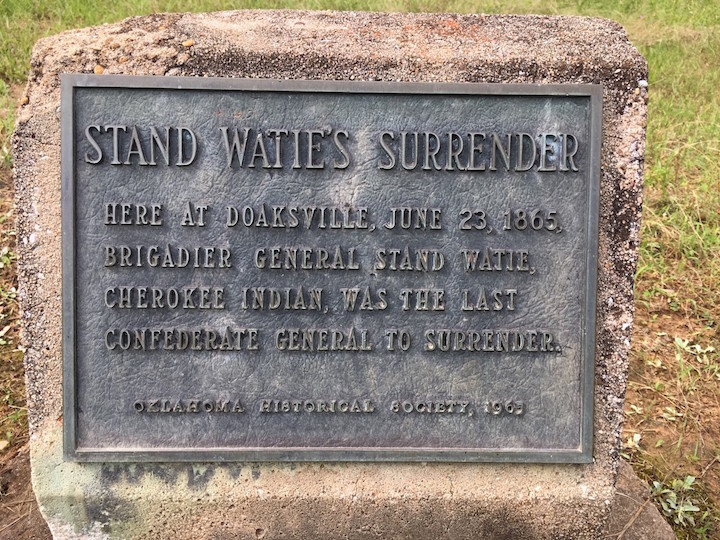 STAND WATIE'S SURRENDER
HERE AT DOAKSVILLE, JUNE 23, 1865,
BRIGADIER GENERAL STAND WATIE,
CHEROKEE INDIAN, WAS THE LAST
CONFEDERATE GENERAL TO SURRENDER.
OKLAHOMA HISTORICAL SOCIETY, 1965